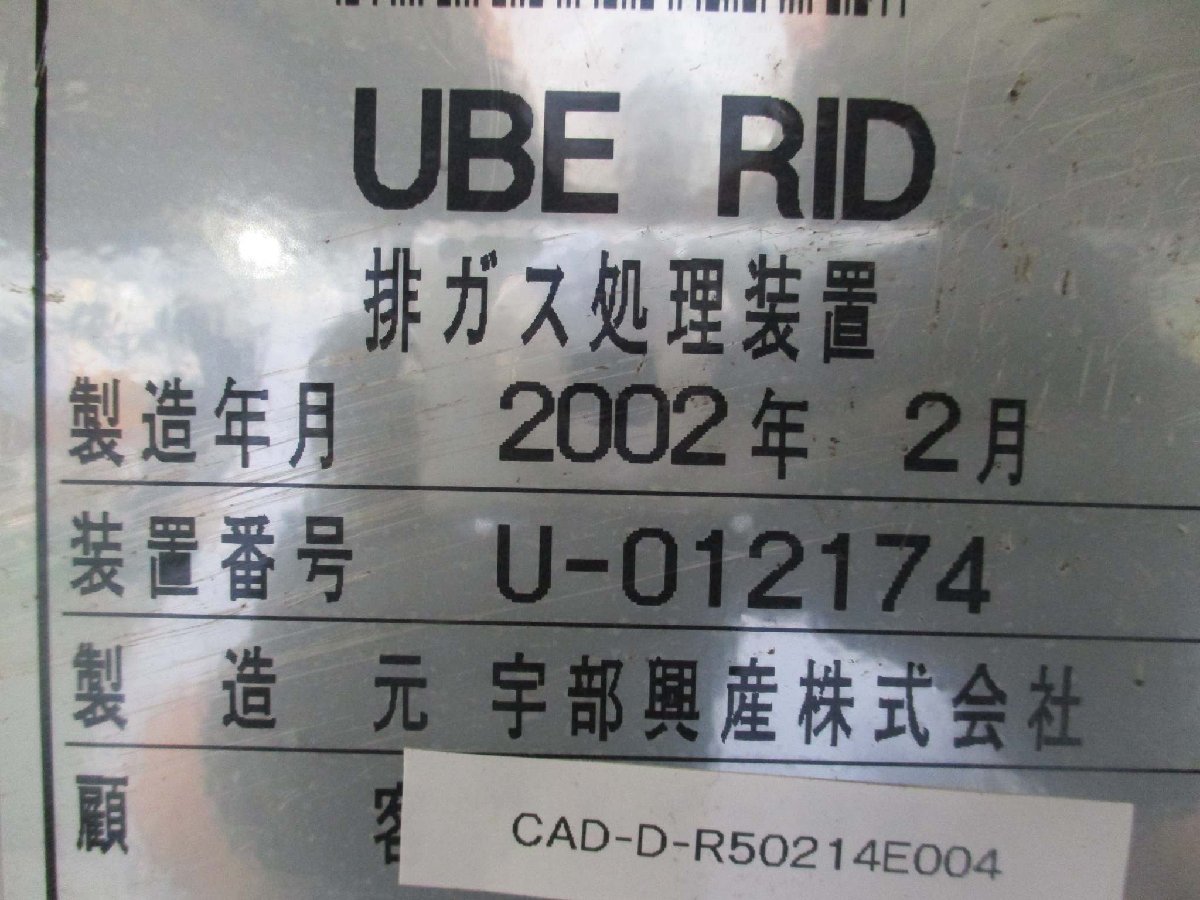 UBE RID
排ガス処理装置
製造年月 2002年 2月
装置番号 U-012174
製造元 宇部興産株式会社
顧客
CAD-D-R50214E004